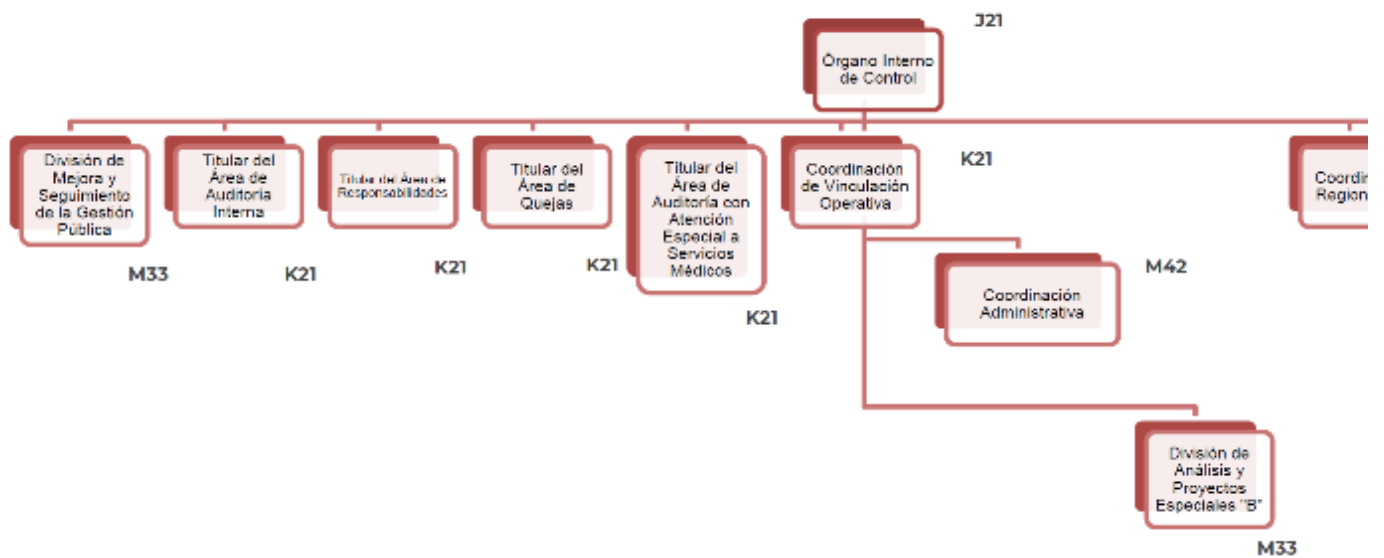 J21
Órgano Interno
de Control
División de
Mejora y
Seguimiento
de la Gestión
Pública
M33
Titular del
Área de
Auditoría
Interna
K21
Titular del Área de
Responsabilidades
K21
Titular del
Área de
Quejas
K21
Titular del
Área de
Auditoría con
Atención
Especial a
Servicios
Médicos
K21
Coordinación
de Vinculación
Operativa
K21
Coordin
Region
Coordinación
Administrativa
M42
División de
Análisis y
Proyectos
Especiales "B"
M33